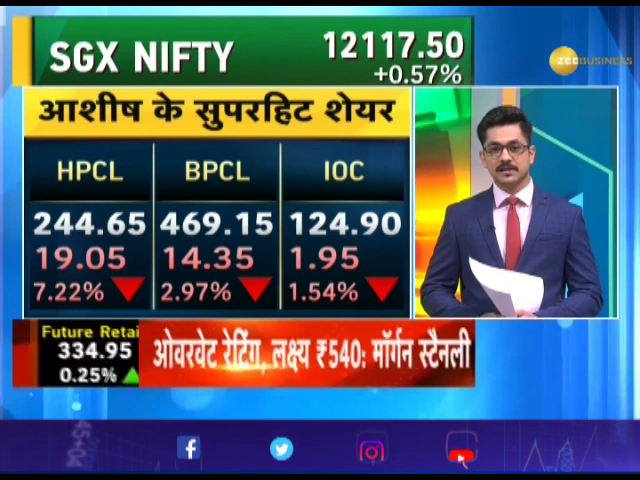 SGX NIFTY
12117.50
+0.57%
ZEEBUSINESS
आशीष के सुपरहिट शेयर
HPCL BPCL IOC
244.65 469.15 124.90
19.05 14.35 1.95
7.22% 2.97% 1.54%
Future Retai
334.95
0.25%
ओवरवेट रेटिंग, लक्ष्य ₹540: मॉर्गन स्टैनली